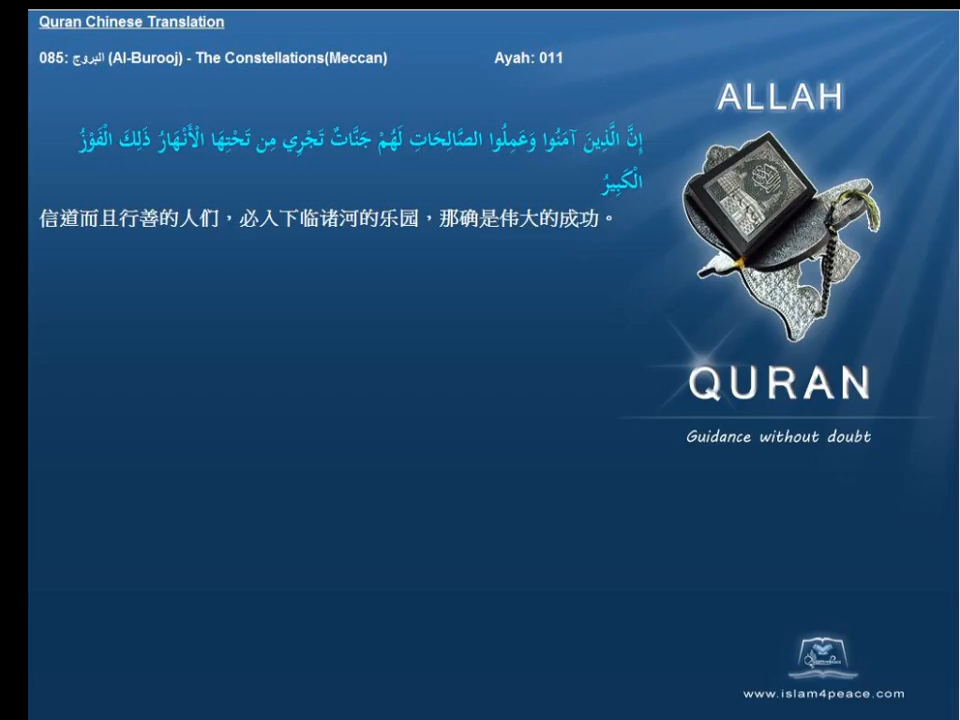 Quran Chinese Translation
085: البروج (Al-Burooj) - The Constellations(Meccan) Ayah: 011
إِنَّ الَّذِينَ آمَنُوا وَعَمِلُوا الصَّالِحَاتِ لَهُمْ جَنَّاتٌ تَجْرِي مِن تَحْتِهَا الْأَنْهَارُ ذَلِكَ الْفَوْزُ
الْكَبِيرُ
信道而且行善的人们，必入下临诸河的乐园，那确是伟大的成功。
ALLAH
QURAN
Guidance without doubt
www.islam4peace.com